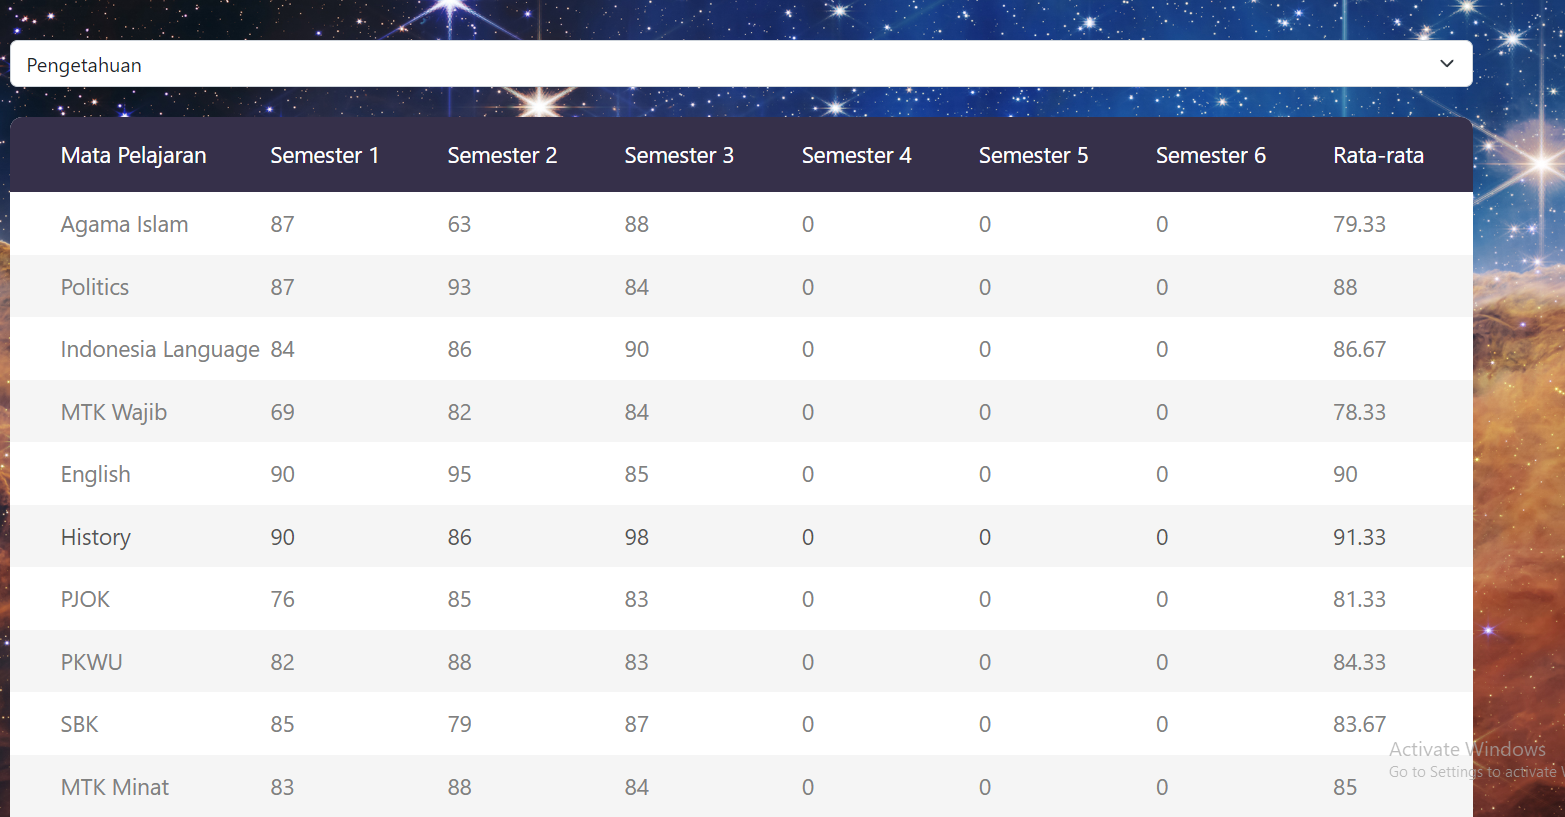 Pengetahuan
Mata Pelajaran Semester 1 Semester 2 Semester 3 Semester 4 Semester 5 Semester 6 Rata-rata
Agama Islam 87 63 88 0 0 0 79.33
Politics 87 93 84 0 0 0 88
Indonesia Language 84 86 90 0 0 0 86.67
MTK Wajib 69 82 84 0 0 0 78.33
English 90 95 85 0 0 0 90
History 90 86 98 0 0 0 91.33
PJOK 76 85 83 0 0 0 81.33
PKWU 82 88 83 0 0 0 84.33
SBK 85 79 87 0 0 0 83.67
Activate Windows
Go to Settings to activate
MTK Minat 83 88 84 0 0 0 85